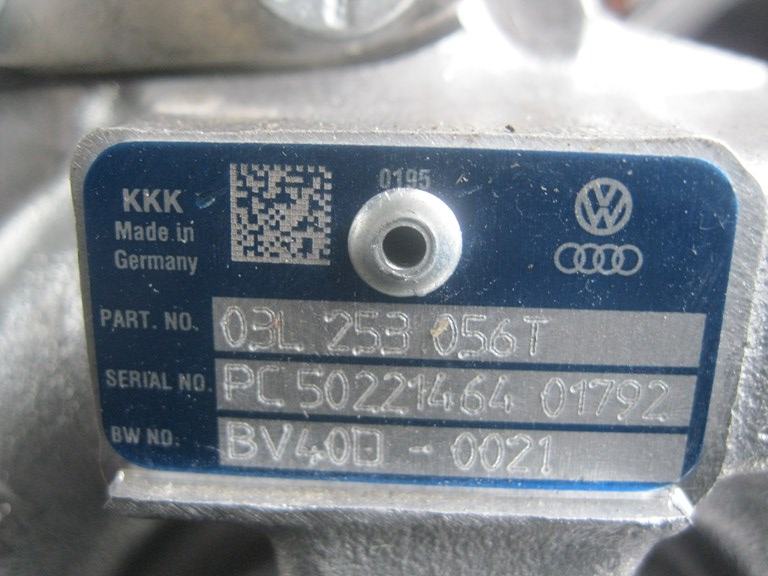 KKK
Made in
Germany
0195
PART. NO. 03L 253 056T
SERIAL NO. PC 50221464 01792
BW NO. BV40D - 0021